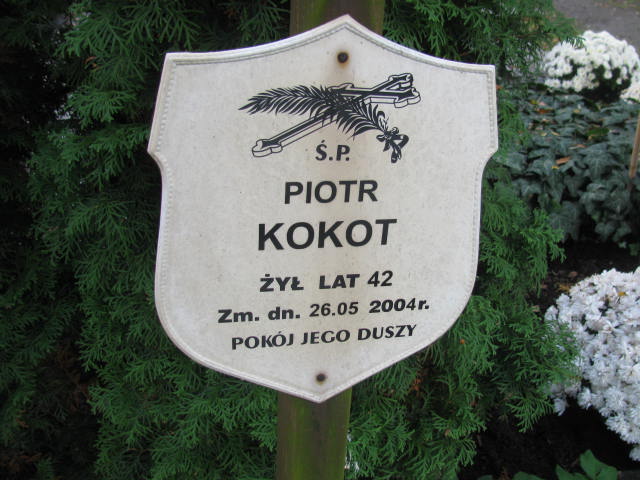 Ś.P.
PIOTR
KOKOT
ŻYŁ LAT 42
Zm. dn. 26.05 2004r.
POKÓJ JEGO DUSZY